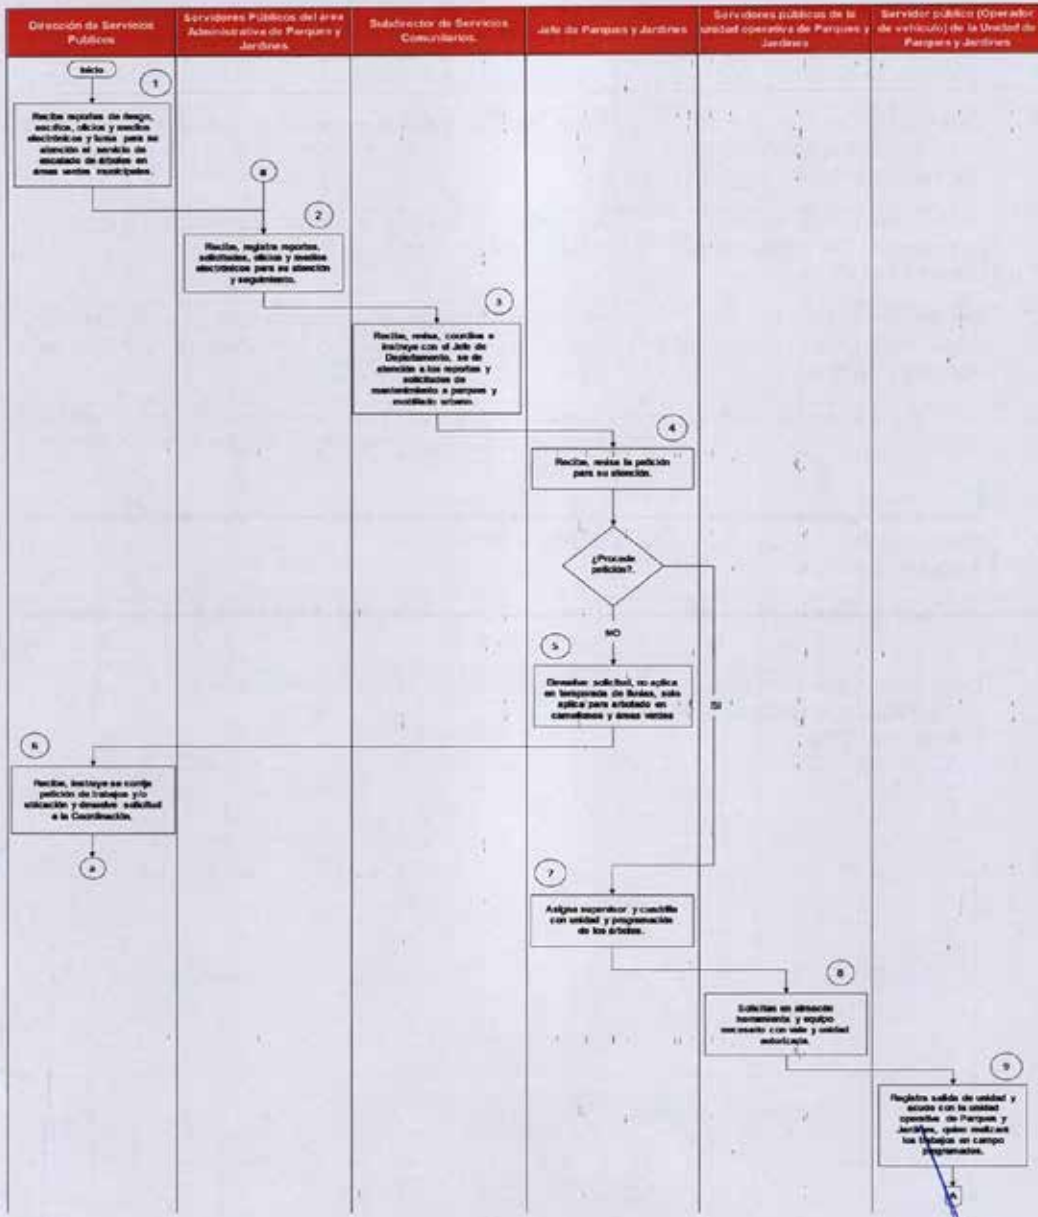 Dirección de Servicios
Públicos
Servidores Públicos del área
Administrativa de Parques y
Jardines
Subdirector de Servicios
Comunitarios.
Jefe de Parques y Jardines
Servidores públicos de la
unidad operativa de Parques y
Jardines
Servidor público (Operador
de vehículo) de la Unidad de
Parques y Jardines
Inicio
1
Recibe reportes de riesgo,
escritos, oficios y medios
electrónicos y turna para su
atención el servicio de
encalado de árboles en
áreas verdes municipales.
a
2
Recibe, registra reportes,
solicitudes, oficios y medios
electrónicos para su atención
y seguimiento.
3
Recibe, revisa, coordina e
instruye con el Jefe de
Departamento, se de
atención a los reportes y
solicitudes de
mantenimiento a parques y
mobiliario urbano.
4
Recibe, revisa la petición
para su atención.
¿Procede
petición?.
NO
SI
5
Devuelve solicitud, no aplica
en temporada de lluvias, solo
aplica para arbolado en
camellones y áreas verdes
6
Recibe, instruye se corrija
petición de trabajos y/o
ubicación y devuelve solicitud
a la Coordinación.
a
7
Asigna supervisor y cuadrilla
con unidad y programación
de los árboles.
8
Solicitan en almacén
herramienta y equipo
necesario con vale y unidad
autorizada.
9
Registra salida de unidad y
acude con la unidad
operativa de Parques y
Jardines, quien realizará
los trabajos en campo
programados.
A